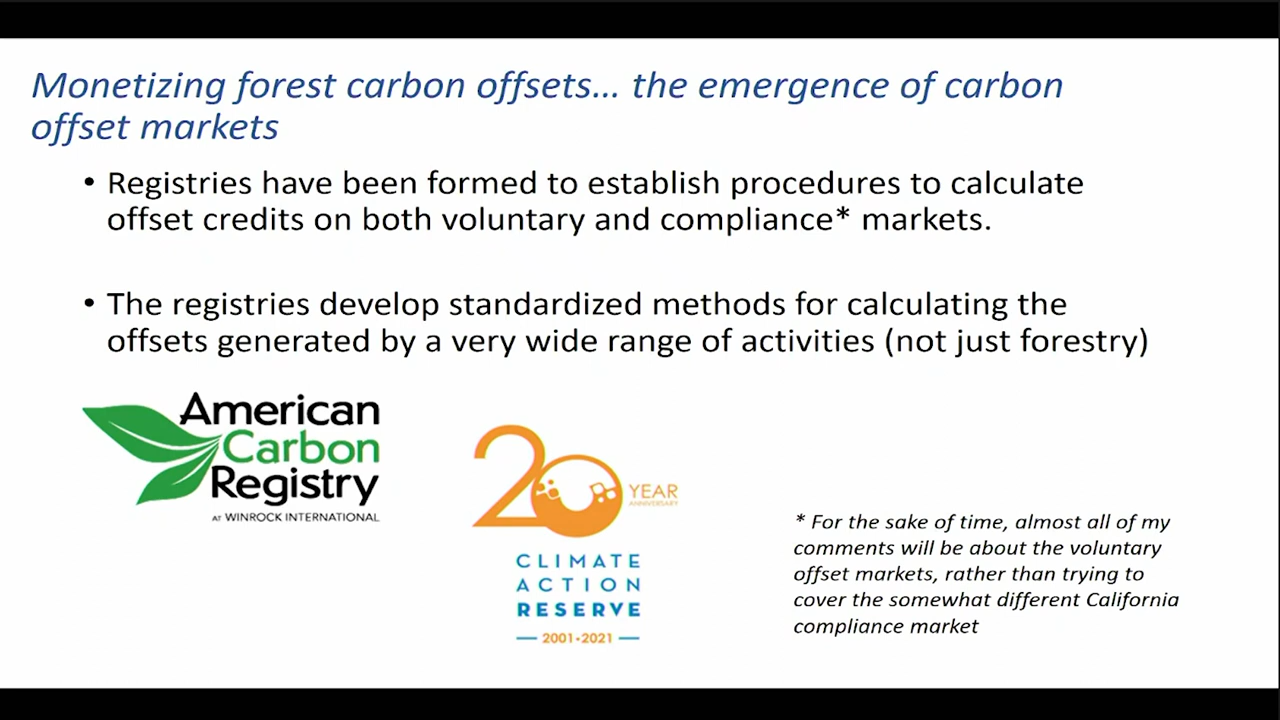 Monetizing forest carbon offsets... the emergence of carbon
offset markets
• Registries have been formed to establish procedures to calculate
offset credits on both voluntary and compliance* markets.
• The registries develop standardized methods for calculating the
offsets generated by a very wide range of activities (not just forestry)
American
Carbon
Registry
AT WINROCK INTERNATIONAL
20
YEAR
ANNIVERSARY
CLIMATE
ACTION
RESERVE
2001•2021
* For the sake of time, almost all of my
comments will be about the voluntary
offset markets, rather than trying to
cover the somewhat different California
compliance market